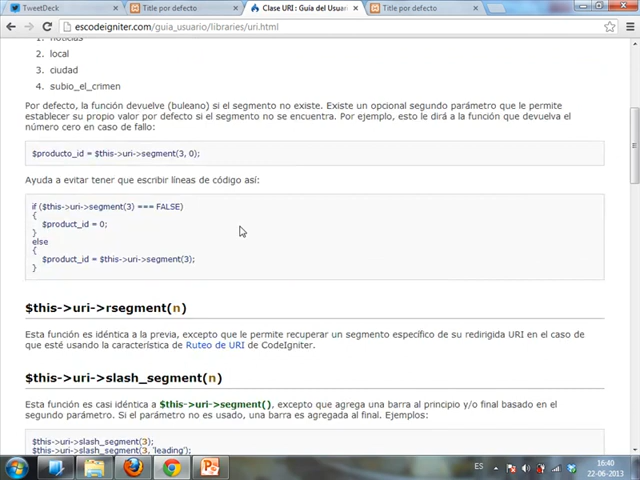 TweetDeck
Title por defecto
Clase URI : Guía del Usuari
Title por defecto
escodeigniter.com/guia_usuario/libraries/uri.html
1. noticias
2. local
3. ciudad
4. subio_el_crimen
Por defecto, la función devuelve (buleano) si el segmento no existe. Existe un opcional segundo parámetro que le permite
establecer su propio valor por defecto si el segmento no se encuentra. Por ejemplo, esto le dirá a la función que devuelva el
número cero en caso de fallo:
$producto_id = $this->uri->segment(3, 0);
Ayuda a evitar tener que escribir líneas de código así:
if ($this->uri->segment(3) === FALSE)
{
$product_id = 0;
}
else
{
$product_id = $this->uri->segment(3);
}
$this->uri->rsegment(n)
Esta función es idéntica a la previa, excepto que le permite recuperar un segmento específico de su redirigida URI en el caso de
que esté usando la característica de Ruteo de URI de CodeIgniter.
$this->uri->slash_segment(n)
Esta función es casi idéntica a $this->uri->segment(), excepto que agrega una barra al principio y/o final basado en el
segundo parámetro. Si el parámetro no es usado, una barra es agregada al final. Ejemplos:
$this->uri->slash_segment(3);
$this->uri->slash_segment(3, 'leading');
ES
16:40
22-06-2013